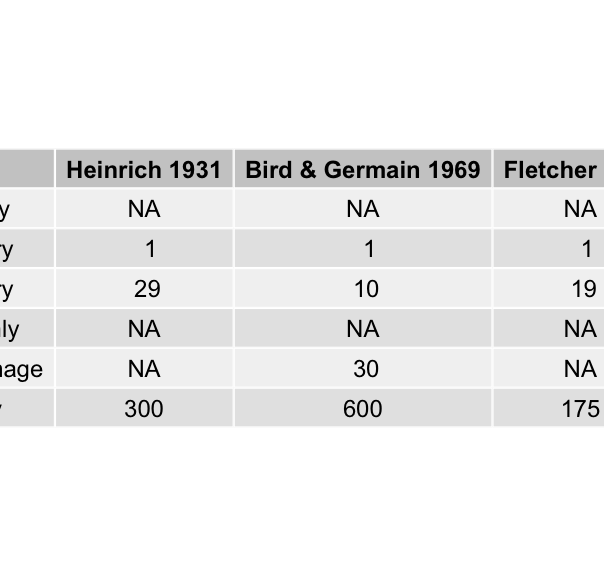 Heinrich 1931 Bird & Germain 1969 Fletcher
y NA NA NA
ry 1 1 1
ry 29 10 19
ly NA NA NA
nage NA 30 NA
300 600 175